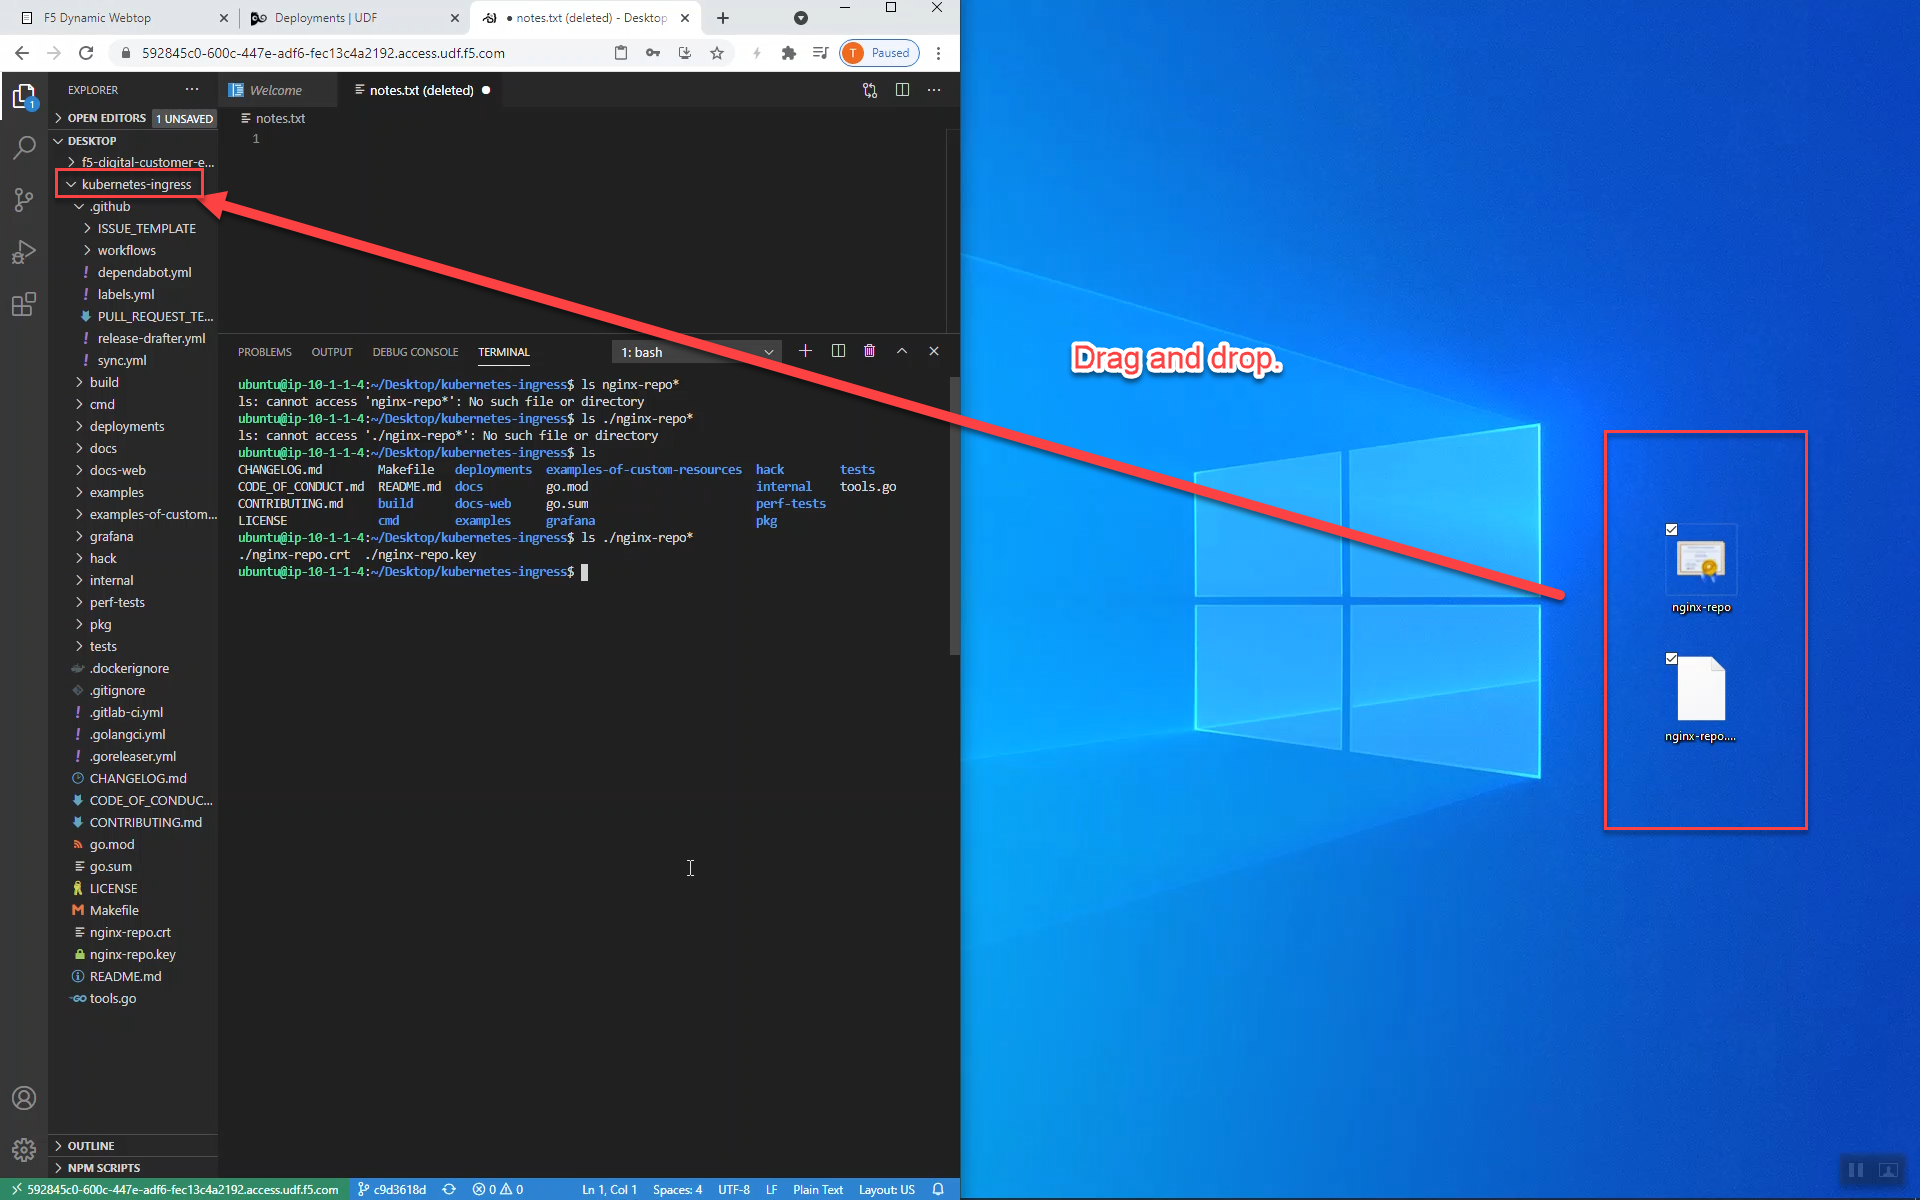 F5 Dynamic Webtop
Deployments | UDF
● notes.txt (deleted) - Desktop
592845c0-600c-447e-adf6-fec13c4a2192.access.udf.f5.com
T Paused
1
EXPLORER
OPEN EDITORS 1 UNSAVED
DESKTOP
f5-digital-customer-e...
kubernetes-ingress
.github
ISSUE_TEMPLATE
workflows
! dependabot.yml
! labels.yml
PULL_REQUEST_TE...
! release-drafter.yml
! sync.yml
build
cmd
deployments
docs
docs-web
examples
examples-of-custom...
grafana
hack
internal
perf-tests
pkg
tests
.dockerignore
.gitignore
! .gitlab-ci.yml
! .golangci.yml
! .goreleaser.yml
CHANGELOG.md
CODE_OF_CONDUC...
CONTRIBUTING.md
go.mod
go.sum
LICENSE
M Makefile
nginx-repo.crt
nginx-repo.key
README.md
GO tools.go
OUTLINE
NPM SCRIPTS
Welcome
notes.txt (deleted) ●
notes.txt
1
PROBLEMS OUTPUT DEBUG CONSOLE TERMINAL
1: bash
ubuntu@ip-10-1-1-4:~/Desktop/kubernetes-ingress$ ls nginx-repo*
ls: cannot access 'nginx-repo*': No such file or directory
ubuntu@ip-10-1-1-4:~/Desktop/kubernetes-ingress$ ls ./nginx-repo*
ls: cannot access './nginx-repo*': No such file or directory
ubuntu@ip-10-1-1-4:~/Desktop/kubernetes-ingress$ ls
CHANGELOG.md Makefile deployments examples-of-custom-resources hack tests
CODE_OF_CONDUCT.md README.md docs go.mod internal tools.go
CONTRIBUTING.md build docs-web go.sum perf-tests
LICENSE cmd examples grafana pkg
ubuntu@ip-10-1-1-4:~/Desktop/kubernetes-ingress$ ls ./nginx-repo*
./nginx-repo.crt ./nginx-repo.key
ubuntu@ip-10-1-1-4:~/Desktop/kubernetes-ingress$
Drag and drop.
nginx-repo
nginx-repo....
592845c0-600c-447e-adf6-fec13c4a2192.access.udf.f5.com c9d3618d 0 0 Ln 1, Col 1 Spaces: 4 UTF-8 LF Plain Text Layout: US